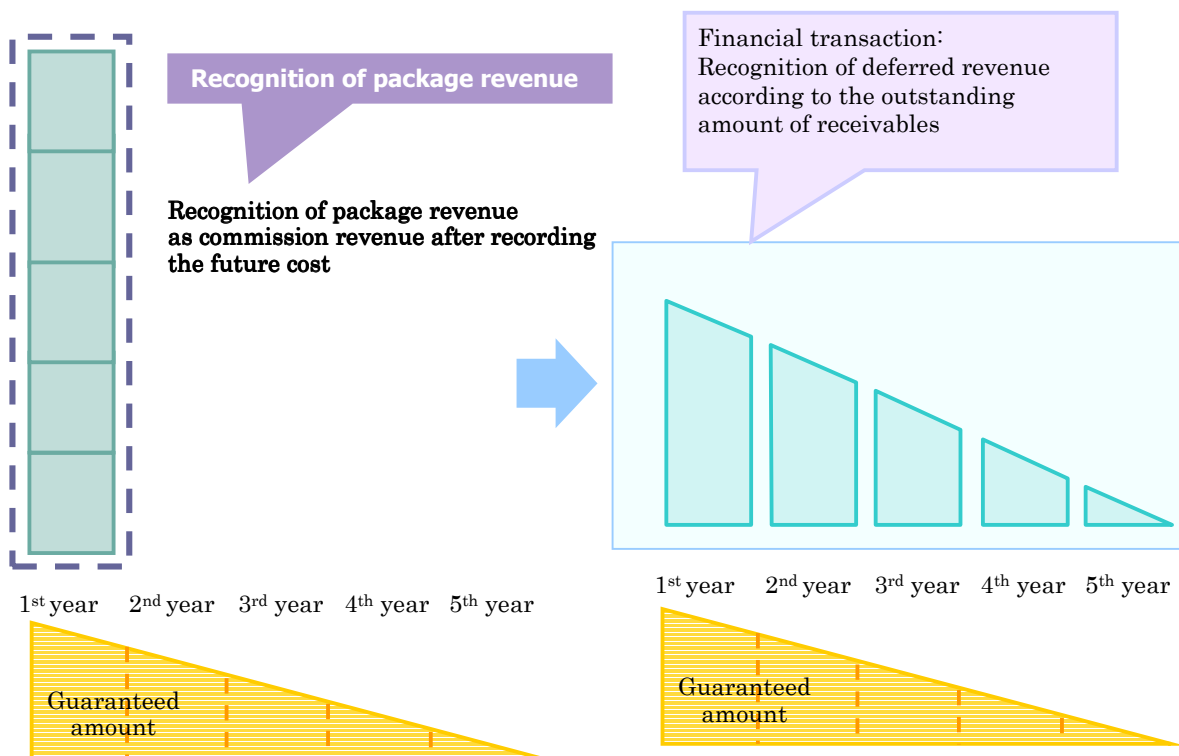 Recognition of package revenue
Recognition of package revenue
as commission revenue after recording
the future cost
Financial transaction:
Recognition of deferred revenue
according to the outstanding
amount of receivables
1st year 2nd year 3rd year 4th year 5th year
Guaranteed
amount
1st year 2nd year 3rd year 4th year 5th year
Guaranteed
amount